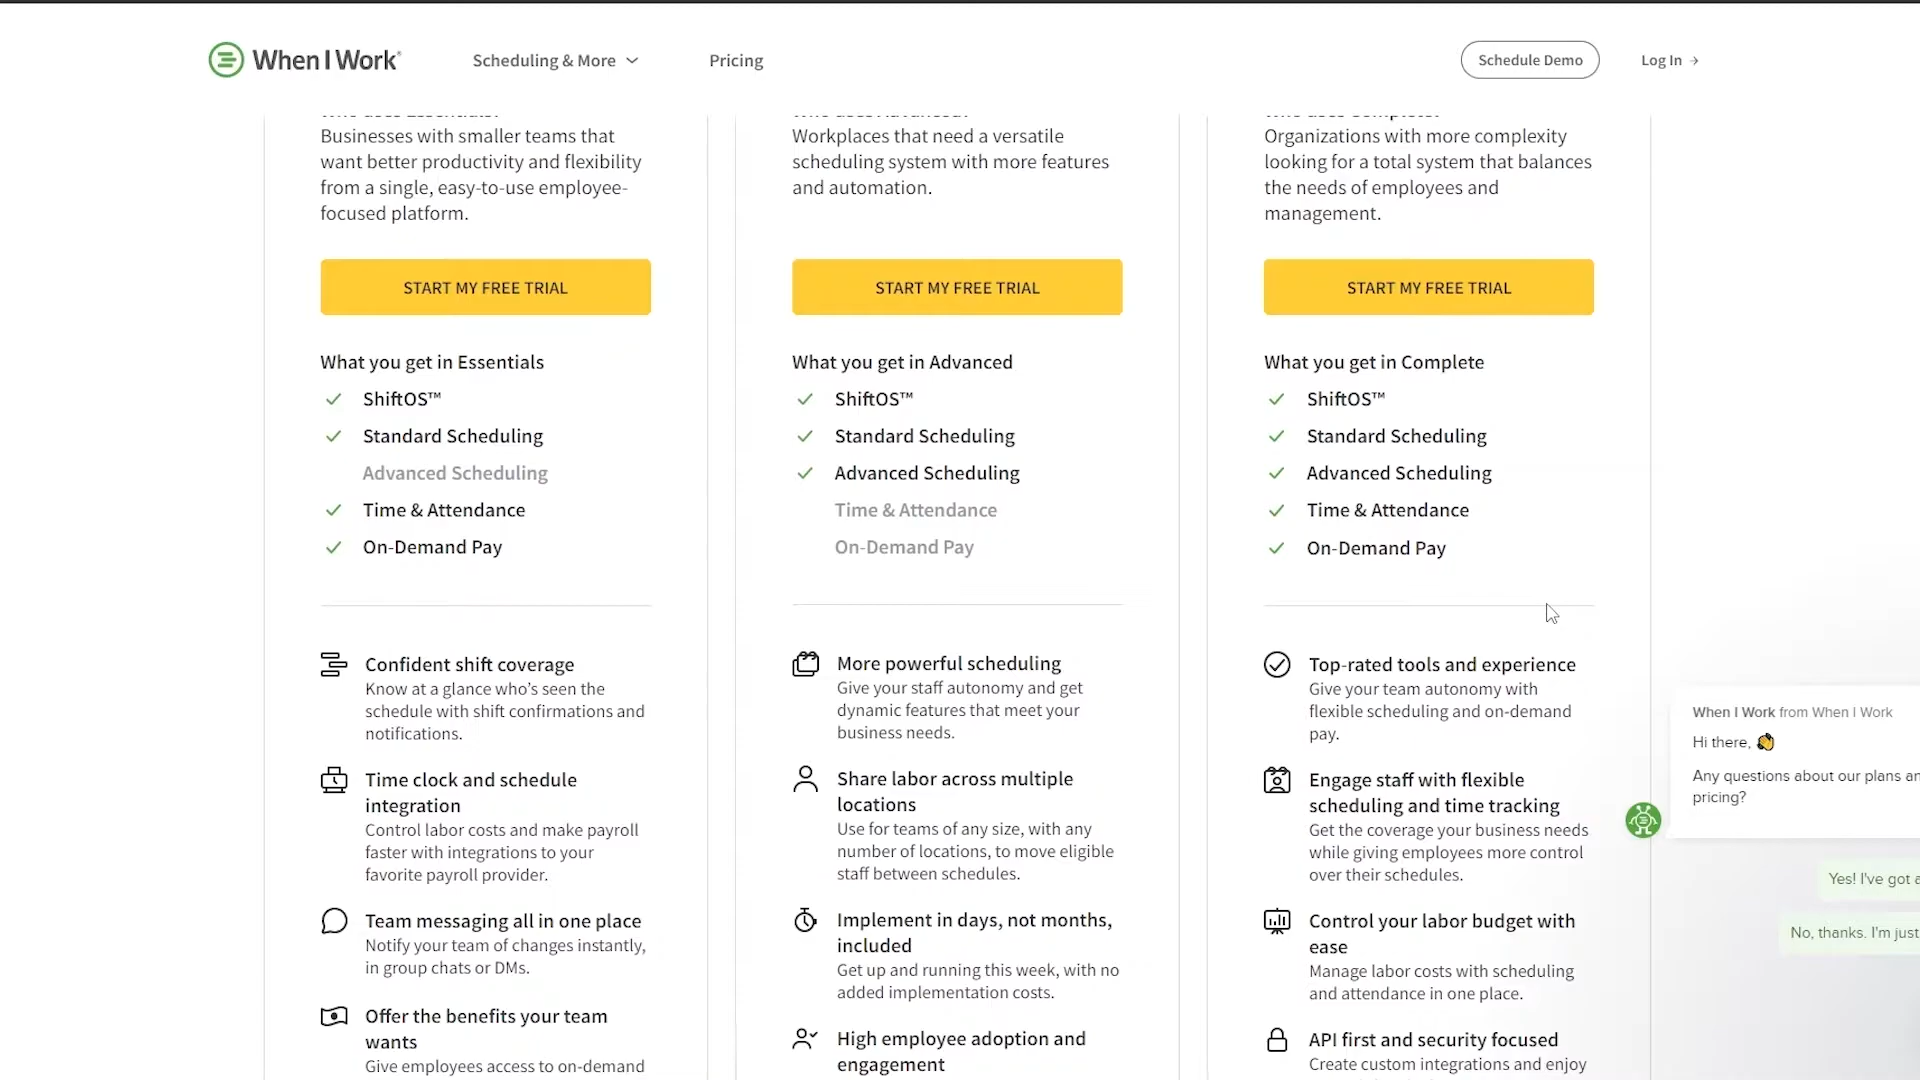 When I Work
Scheduling & More
Pricing
Schedule Demo
Log In →
Businesses with smaller teams that
want better productivity and flexibility
from a single, easy-to-use employee-
focused platform.
START MY FREE TRIAL
What you get in Essentials
ShiftOS™
Standard Scheduling
Advanced Scheduling
Time & Attendance
On-Demand Pay
Confident shift coverage
Know at a glance who's seen the
schedule with shift confirmations and
notifications.
Time clock and schedule
integration
Control labor costs and make payroll
faster with integrations to your
favorite payroll provider.
Team messaging all in one place
Notify your team of changes instantly,
in group chats or DMs.
Offer the benefits your team
wants
Give employees access to on-demand
Workplaces that need a versatile
scheduling system with more features
and automation.
START MY FREE TRIAL
What you get in Advanced
ShiftOS™
Standard Scheduling
Advanced Scheduling
Time & Attendance
On-Demand Pay
More powerful scheduling
Give your staff autonomy and get
dynamic features that meet your
business needs.
Share labor across multiple
locations
Use for teams of any size, with any
number of locations, to move eligible
staff between schedules.
Implement in days, not months,
included
Get up and running this week, with no
added implementation costs.
High employee adoption and
engagement
Organizations with more complexity
looking for a total system that balances
the needs of employees and
management.
START MY FREE TRIAL
What you get in Complete
ShiftOS™
Standard Scheduling
Advanced Scheduling
Time & Attendance
On-Demand Pay
Top-rated tools and experience
Give your team autonomy with
flexible scheduling and on-demand
pay.
Engage staff with flexible
scheduling and time tracking
Get the coverage your business needs
while giving employees more control
over their schedules.
Control your labor budget with
ease
Manage labor costs with scheduling
and attendance in one place.
API first and security focused
Create custom integrations and enjoy
When I Work from When I Work
Hi there, 👋
Any questions about our plans an
pricing?
Yes! I've got a
No, thanks. I'm just